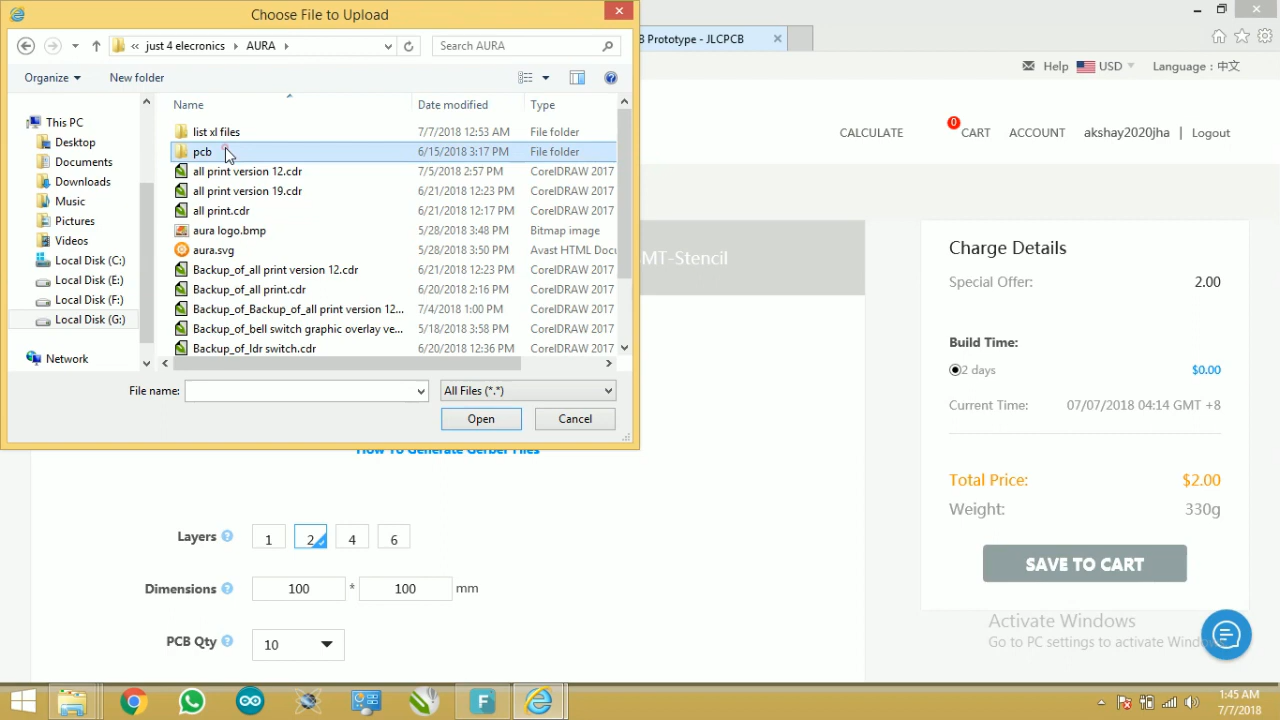 Choose File to Upload
just 4 elecronics
AURA
Search AURA
B Prototype - JLCPCB
Organize
New folder
Help
USD
Language : 中文
Name
Date modified
Type
This PC
Desktop
Documents
Downloads
Music
Pictures
Videos
Local Disk (C:)
Local Disk (E:)
Local Disk (F:)
Local Disk (G:)
Network
list xl files 7/7/2018 12:53 AM File folder
pcb 6/15/2018 3:17 PM File folder
all print version 12.cdr 7/5/2018 2:57 PM CorelDRAW 2017
all print version 19.cdr 6/21/2018 12:23 PM CorelDRAW 2017
all print.cdr 6/21/2018 12:17 PM CorelDRAW 2017
aura logo.bmp 5/28/2018 3:48 PM Bitmap image
aura.svg 5/28/2018 3:50 PM Avast HTML Docu
Backup_of_all print version 12.cdr 6/21/2018 12:23 PM CorelDRAW 2017
Backup_of_all print.cdr 6/20/2018 2:16 PM CorelDRAW 2017
Backup_of_Backup_of_all print version 12... 7/4/2018 1:00 PM CorelDRAW 2017
Backup_of_bell switch graphic overlay ve... 5/18/2018 3:58 PM CorelDRAW 2017
Backup_of_ldr switch.cdr 6/20/2018 12:36 PM CorelDRAW 2017
File name:
All Files (*.*)
Open
Cancel
CALCULATE
0
CART
ACCOUNT
akshay2020jha | Logout
MT-Stencil
Charge Details
Special Offer: 2.00
Build Time:
2 days $0.00
Current Time: 07/07/2018 04:14 GMT +8
Total Price: $2.00
Weight: 330g
SAVE TO CART
How To Generate Gerber Files
Layers ? 1 2 4 6
Dimensions ? 100 * 100 mm
PCB Qty ? 10
Activate Windows
Go to PC settings to activate Windows
F
1:45 AM
7/7/2018